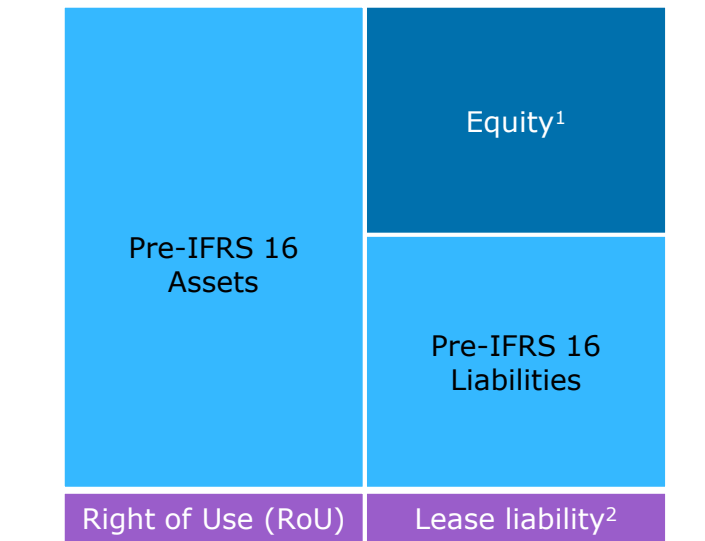 Equity¹
Pre-IFRS 16
Assets
Pre-IFRS 16
Liabilities
Right of Use (RoU)
Lease liability²